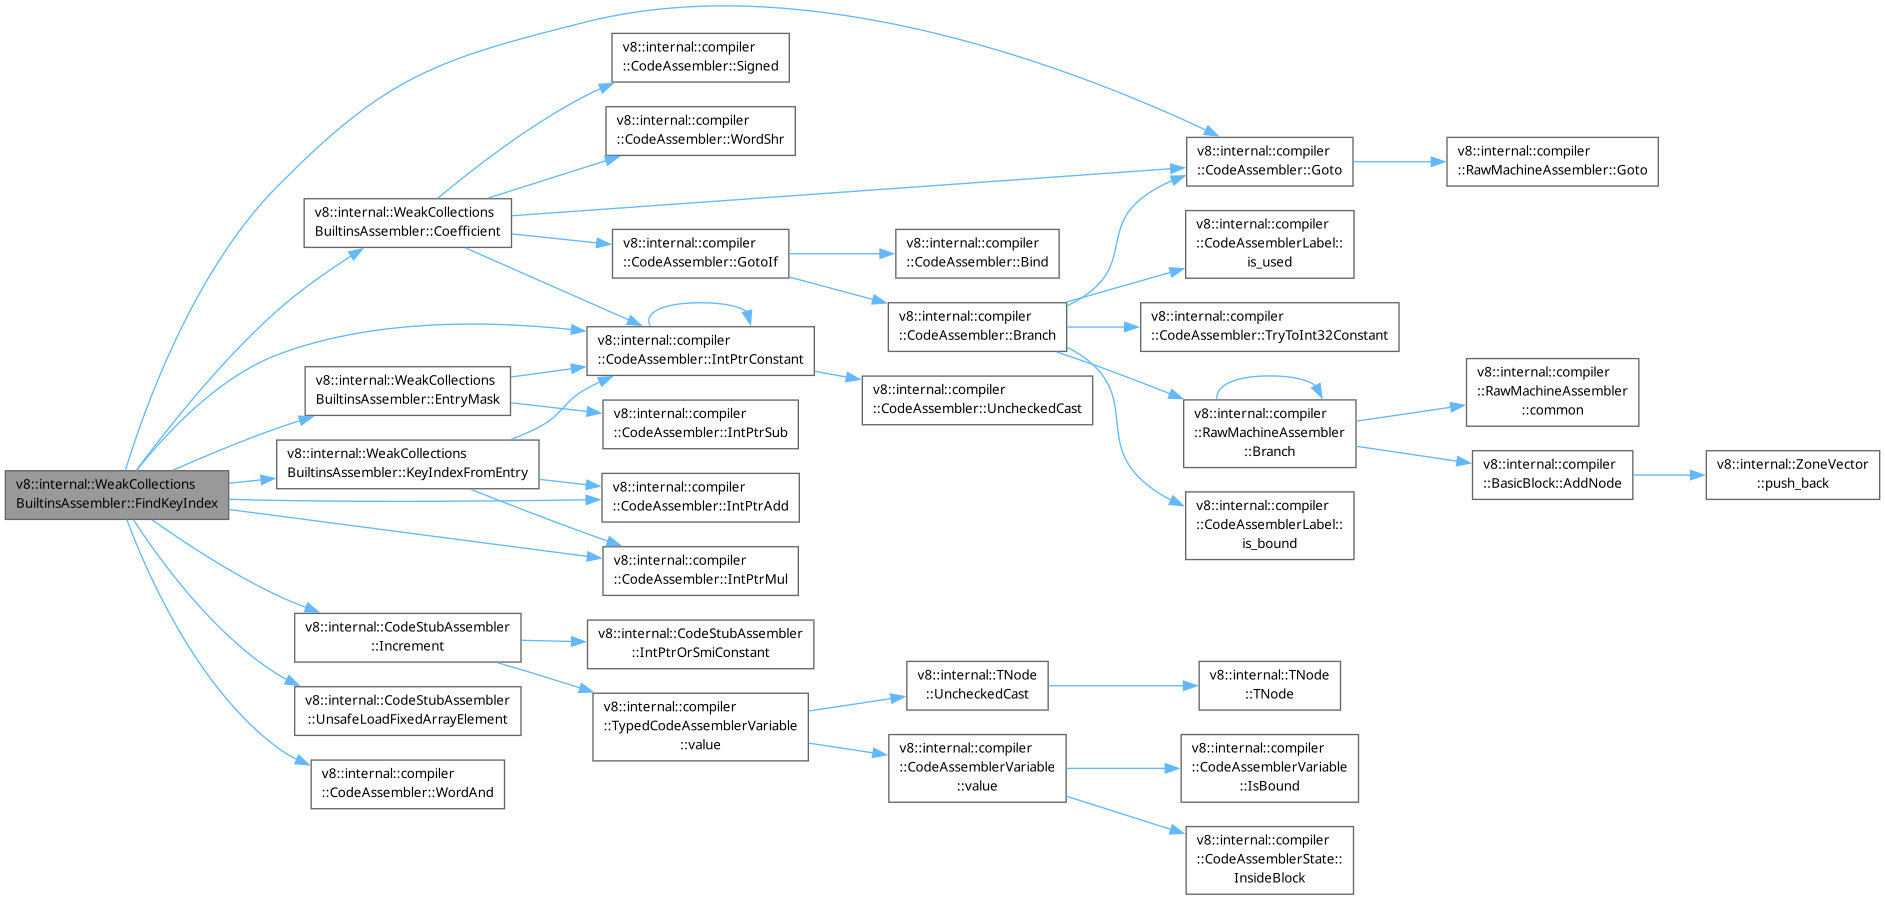 v8::internal::WeakCollections
BuiltinsAssembler::FindKeyIndex
v8::internal::WeakCollections
BuiltinsAssembler::Coefficient
v8::internal::WeakCollections
BuiltinsAssembler::EntryMask
v8::internal::WeakCollections
BuiltinsAssembler::KeyIndexFromEntry
v8::internal::CodeStubAssembler
::Increment
v8::internal::CodeStubAssembler
::UnsafeLoadFixedArrayElement
v8::internal::compiler
::CodeAssembler::WordAnd
v8::internal::compiler
::CodeAssembler::Signed
v8::internal::compiler
::CodeAssembler::WordShr
v8::internal::compiler
::CodeAssembler::GotoIf
v8::internal::compiler
::CodeAssembler::IntPtrConstant
v8::internal::compiler
::CodeAssembler::IntPtrSub
v8::internal::compiler
::CodeAssembler::IntPtrAdd
v8::internal::compiler
::CodeAssembler::IntPtrMul
v8::internal::CodeStubAssembler
::IntPtrOrSmiConstant
v8::internal::compiler
::TypedCodeAssemblerVariable
::value
v8::internal::compiler
::CodeAssembler::Bind
v8::internal::compiler
::CodeAssembler::Branch
v8::internal::compiler
::CodeAssembler::UncheckedCast
v8::internal::TNode
::UncheckedCast
v8::internal::compiler
::CodeAssemblerVariable
::value
v8::internal::compiler
::CodeAssembler::Goto
v8::internal::compiler
::CodeAssemblerLabel::
is_used
v8::internal::compiler
::CodeAssembler::TryToInt32Constant
v8::internal::compiler
::RawMachineAssembler
::Branch
v8::internal::compiler
::CodeAssemblerLabel::
is_bound
v8::internal::TNode
::TNode
v8::internal::compiler
::CodeAssemblerVariable
::IsBound
v8::internal::compiler
::CodeAssemblerState::
InsideBlock
v8::internal::compiler
::RawMachineAssembler::Goto
v8::internal::compiler
::RawMachineAssembler
::common
v8::internal::compiler
::BasicBlock::AddNode
v8::internal::ZoneVector
::push_back